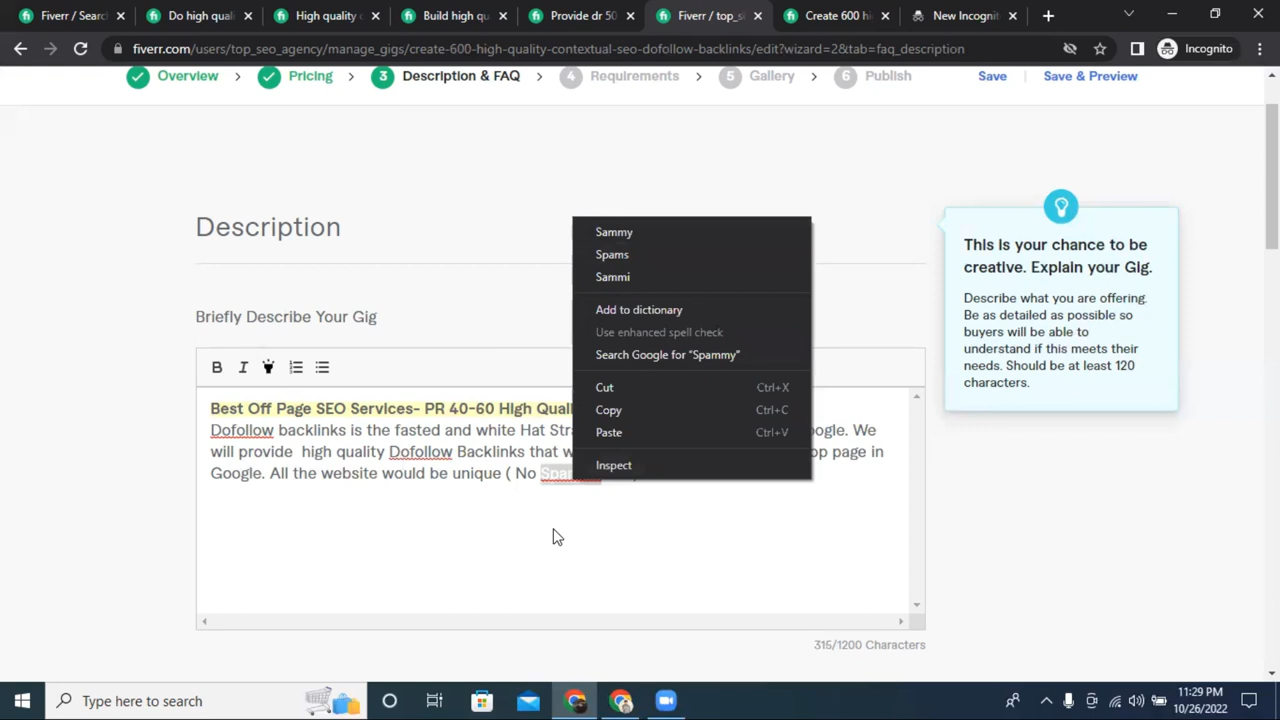 Fiverr / Sear
Do high quali
High quality
Build high qu
Provide dr 50
Fiverr / top_s
Create 600 hi
New Incognit
fiverr.com/users/top_seo_agency/manage_gigs/create-600-high-quality-contextual-seo-dofollow-backlinks/edit?wizard=2&tab=faq_description
Incognito
Overview
Pricing
3 Description & FAQ
4 Requirements
5 Gallery
6 Publish
Save
Save & Preview
Description
Briefly Describe Your Gig
B I
Best Off Page SEO Services- PR 40-60 High Quali
Dofollow backlinks is the fasted and white Hat Stra ogle. We
will provide high quality Dofollow Backlinks that w op page in
Google. All the website would be unique ( No Spa
315/1200 Characters
Sammy
Spams
Sammi
Add to dictionary
Use enhanced spell check
Search Google for “Spammy”
Cut Ctrl+X
Copy Ctrl+C
Paste Ctrl+V
Inspect
This is your chance to be
creative. Explain your Gig.
Describe what you are offering.
Be as detailed as possible so
buyers will be able to
understand if this meets their
needs. Should be at least 120
characters.
Type here to search
11:29 PM
10/26/2022